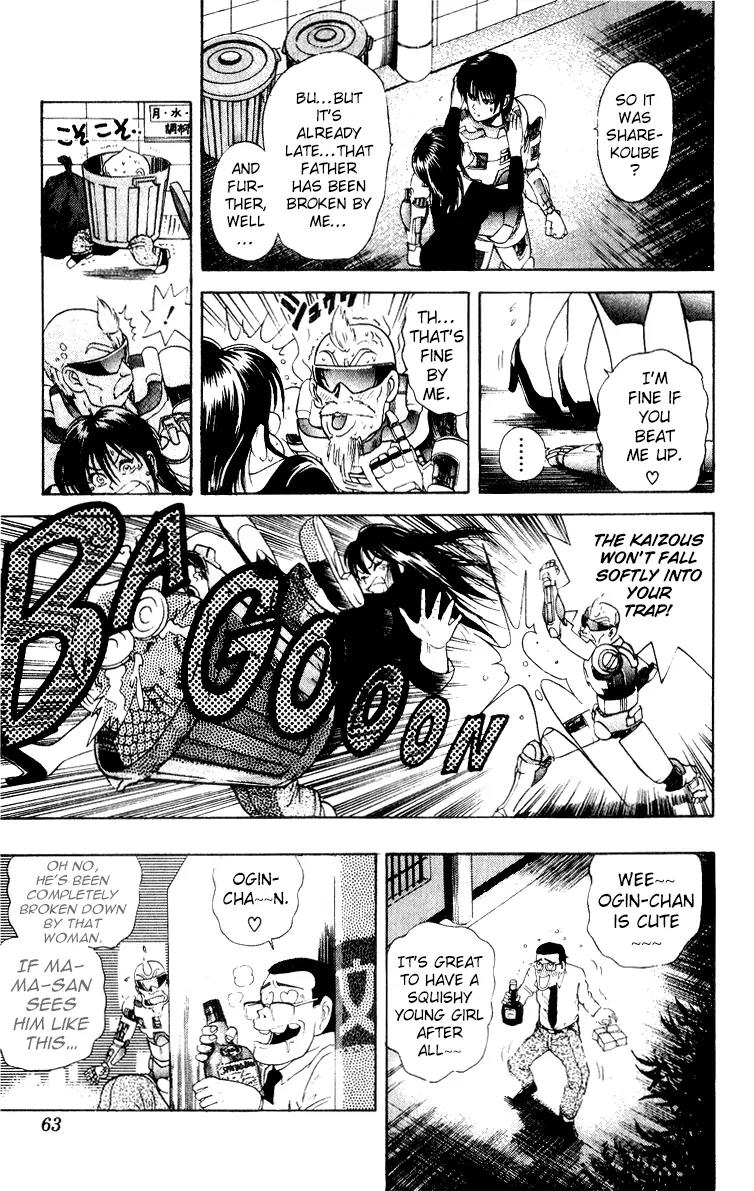 SO IT
WAS
SHARE-
KOUBE
?
BU...BUT
IT'S
ALREADY
LATE...THAT
FATHER
HAS BEEN
BROKEN BY
ME...
AND
FUR-
THER,
WELL
...
月・水・
こそこそ..
I'M
FINE IF
YOU
BEAT
ME UP.
♡
......
TH...
THAT'S
FINE
BY
ME.
!
THE KAIZOUS
WON'T FALL
SOFTLY INTO
YOUR
TRAP!
BAGOOOON
WEE~~
OGIN-CHAN
IS CUTE
~~~
IT'S GREAT
TO HAVE A
SQUISHY
YOUNG GIRL
AFTER
ALL~~
OGIN-
CHA~~N.
♡
OH NO,
HE'S BEEN
COMPLETELY
BROKEN DOWN
BY THAT
WOMAN.
IF MA-
MA-SAN
SEES
HIM LIKE
THIS...
63